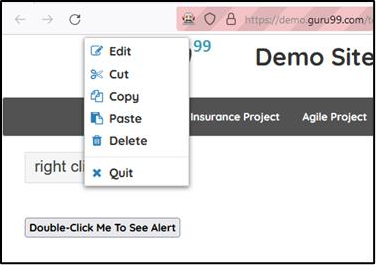 https://demo.guru99.com/
99
Demo Site
Edit
Cut
Copy
Paste
Delete
Quit
Insurance Project
Agile Project
right cli
Double-Click Me To See Alert